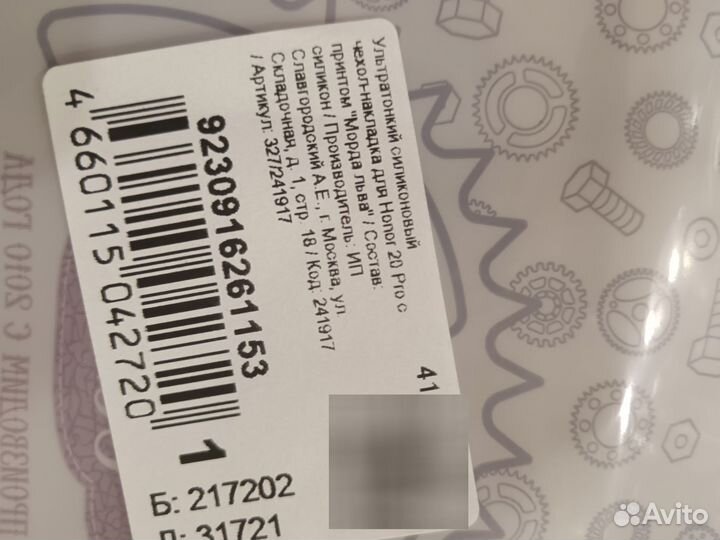 Ультратонкий силиконовый
чехол-накладка для Honor 20 Pro с
принтом "Морда льва" / Состав:
силикон / Производитель: ИП
Славгородский А.Е., г. Москва, ул.
Складочная, д. 1, стр. 18 / Код: 241917
/ Артикул: 3277241917
9230916261153
4 660115 042720
1
41
Б: 217202
П: 31721
ПРОИЗВОДИМ С 2010 ГОДА
Avito